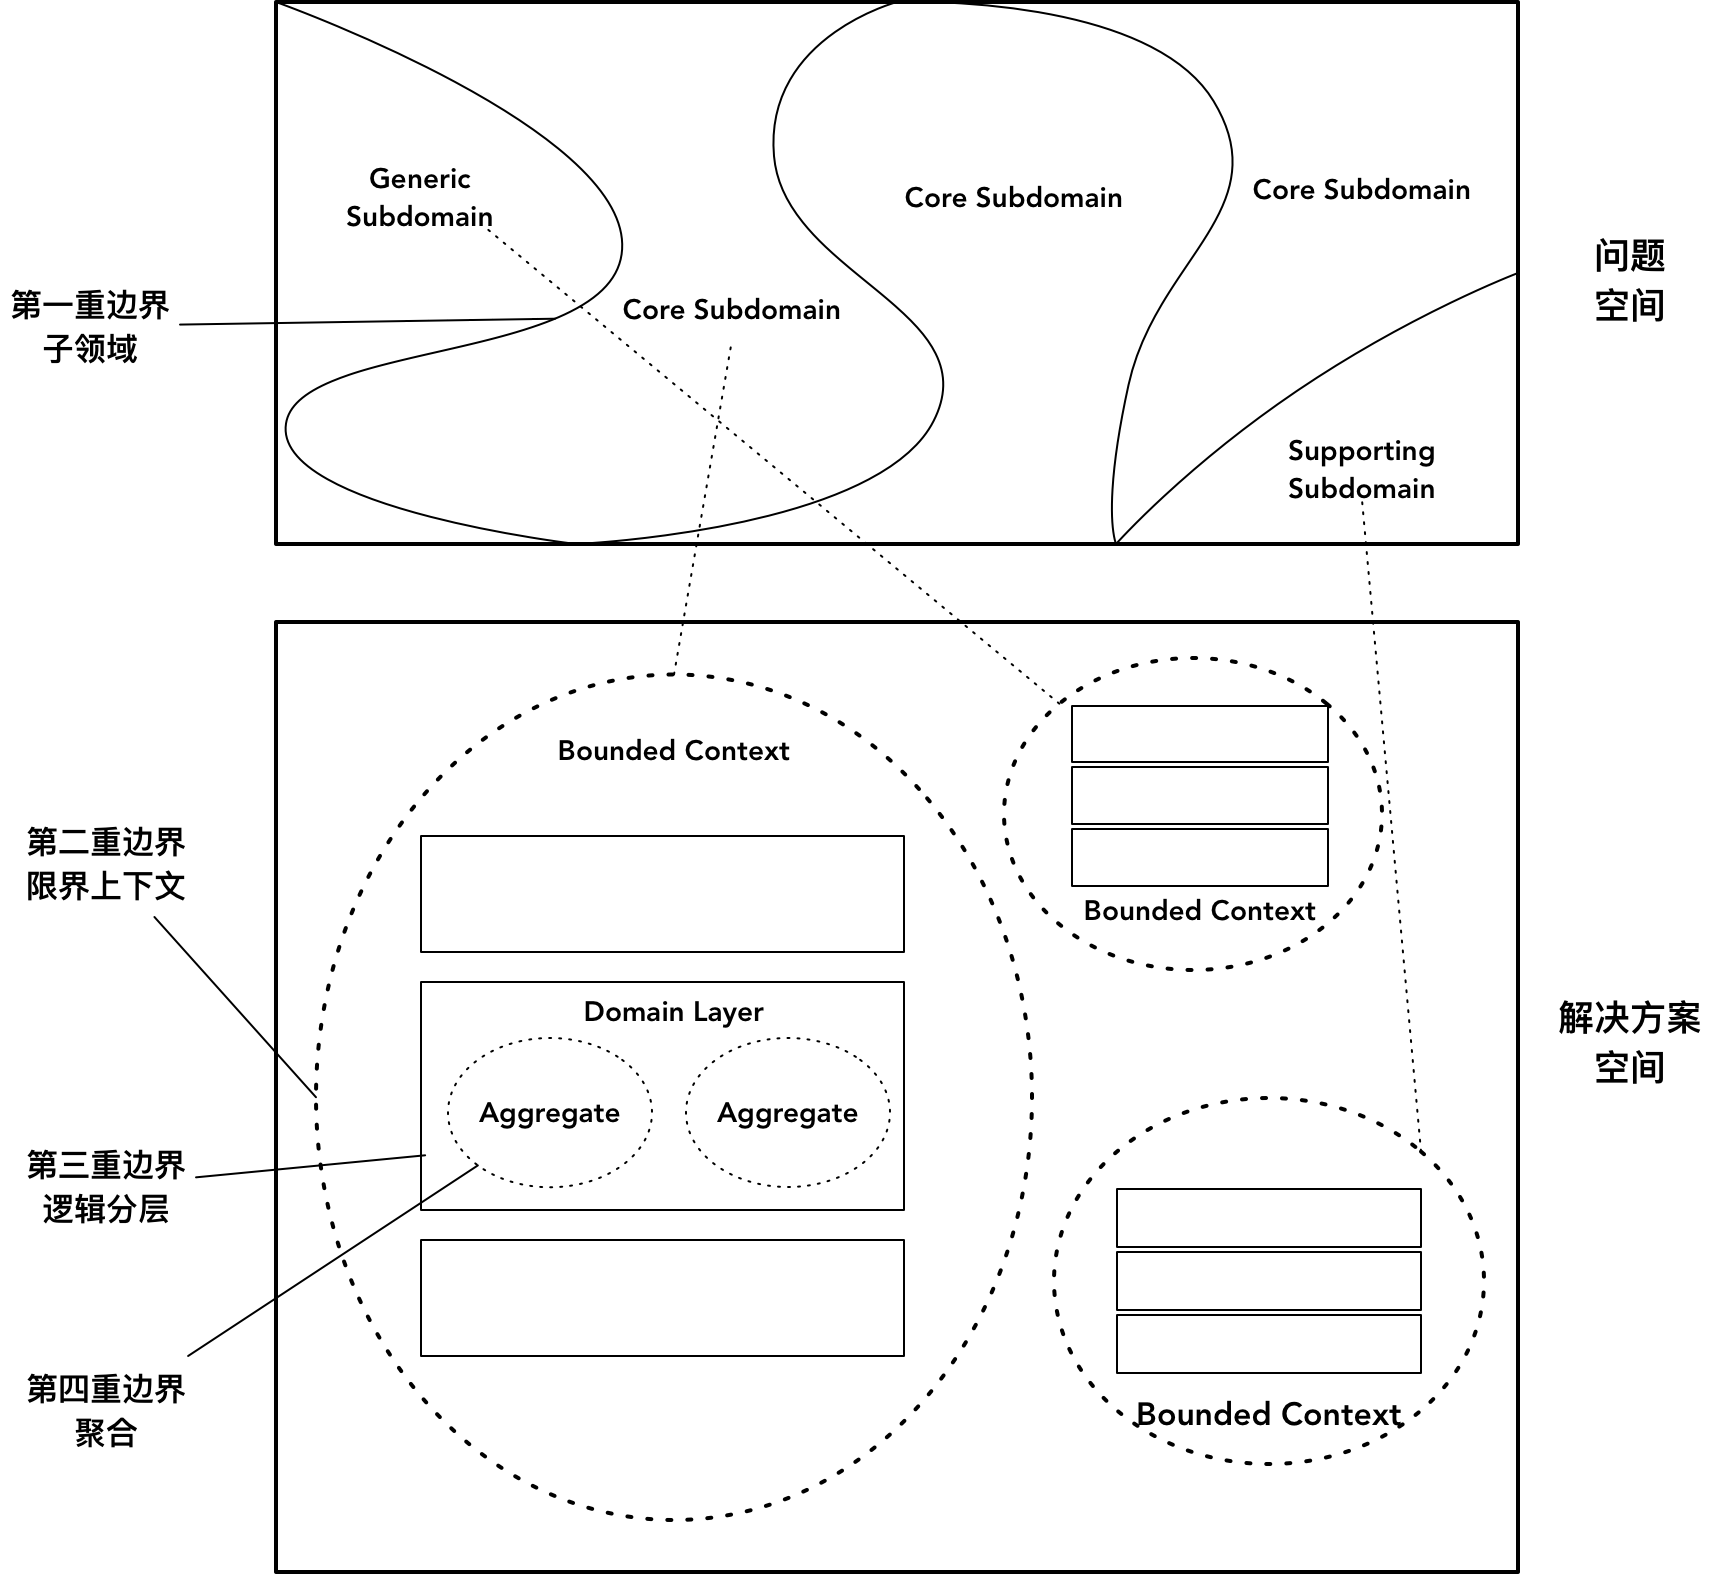 Generic
Subdomain
Core Subdomain
Core Subdomain
Core Subdomain
Supporting
Subdomain
问题
空间
第一重边界
子领域
Bounded Context
Bounded Context
Domain Layer
Aggregate
Aggregate
Bounded Context
第二重边界
限界上下文
第三重边界
逻辑分层
第四重边界
聚合
解决方案
空间